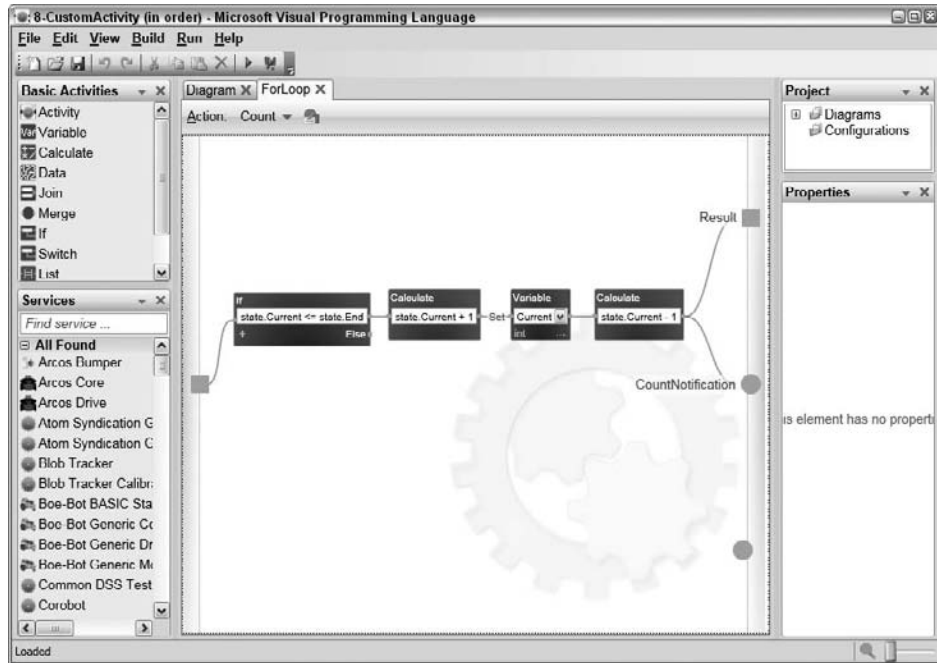 8-CustomActivity (in order) - Microsoft Visual Programming Language
File Edit View Build Run Help
Basic Activities
Activity
Variable
Calculate
Data
Join
Merge
If
Switch
List
Services
Find service ...
All Found
Arcos Bumper
Arcos Core
Arcos Drive
Atom Syndication G
Atom Syndication C
Blob Tracker
Blob Tracker Calibr
Boe-Bot BASIC Sta
Boe-Bot Generic Co
Boe-Bot Generic Dr
Boe-Bot Generic Mo
Common DSS Test
Corobot
Diagram ForLoop
Action: Count
If
state.Current <= state.End
+ Else
Calculate
state.Current + 1
Set
Variable
Current
int ...
Calculate
state.Current - 1
Result
CountNotification
Project
Diagrams
Configurations
Properties
us element has no properti
Loaded